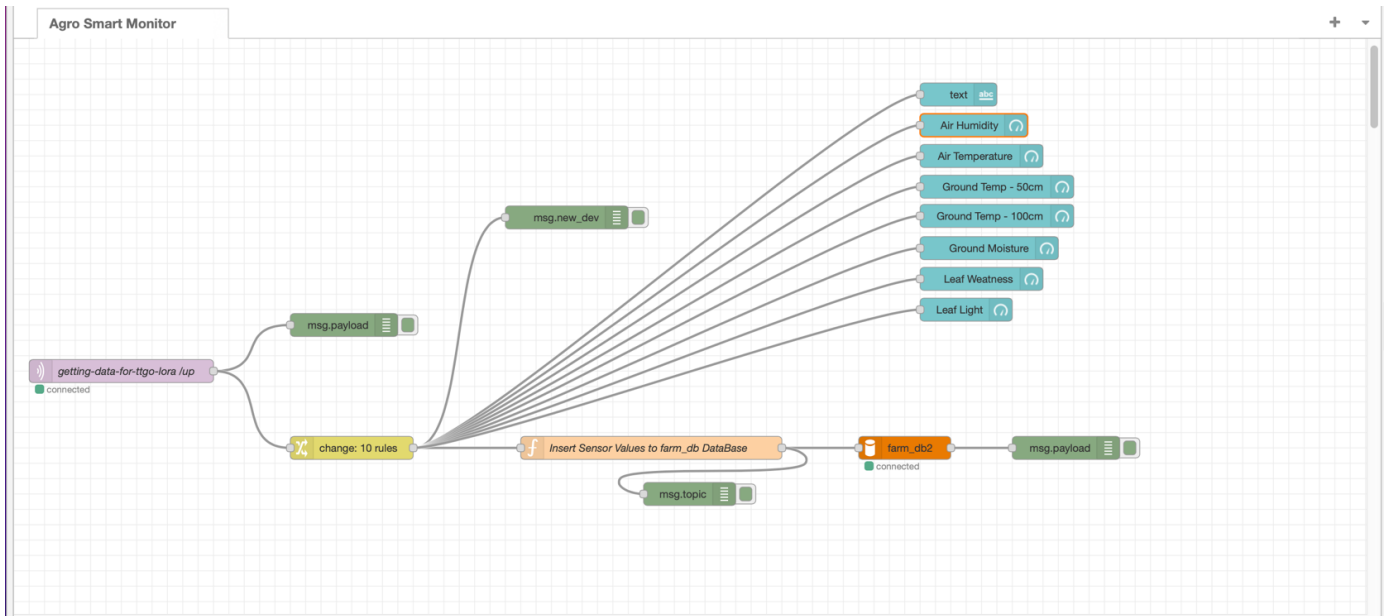 Agro Smart Monitor
text
abc
Air Humidity
Air Temperature
Ground Temp - 50cm
msg.new_dev
Ground Temp - 100cm
Ground Moisture
Leaf Weatness
Leaf Light
msg.payload
getting-data-for-ttgo-lora /up
connected
change: 10 rules
f
Insert Sensor Values to farm_db DataBase
farm_db2
msg.payload
connected
msg.topic